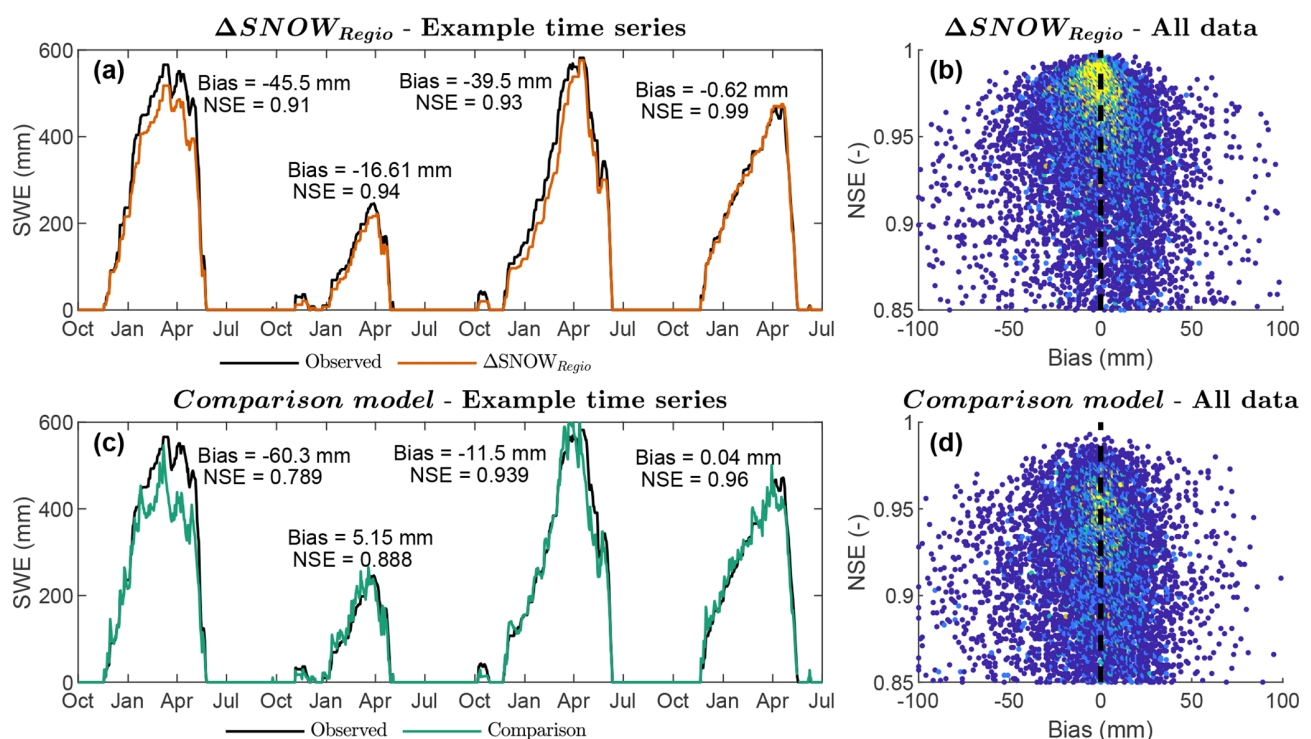 ΔSNOW_Regio - Example time series
(a)
600
400
200
0
SWE (mm)
Bias = -45.5 mm
NSE = 0.91
Bias = -16.61 mm
NSE = 0.94
Bias = -39.5 mm
NSE = 0.93
Bias = -0.62 mm
NSE = 0.99
Oct Jan Apr Jul Oct Jan Apr Jul Oct Jan Apr Jul Oct Jan Apr Jul
Observed ΔSNOW_Regio
ΔSNOW_Regio - All data
(b)
1
0.95
0.9
0.85
NSE (-)
-100 -50 0 50 100
Bias (mm)
Comparison model - Example time series
(c)
600
400
200
0
SWE (mm)
Bias = -60.3 mm
NSE = 0.789
Bias = 5.15 mm
NSE = 0.888
Bias = -11.5 mm
NSE = 0.939
Bias = 0.04 mm
NSE = 0.96
Oct Jan Apr Jul Oct Jan Apr Jul Oct Jan Apr Jul Oct Jan Apr Jul
Observed Comparison
Comparison model - All data
(d)
1
0.95
0.9
0.85
NSE (-)
-100 -50 0 50 100
Bias (mm)